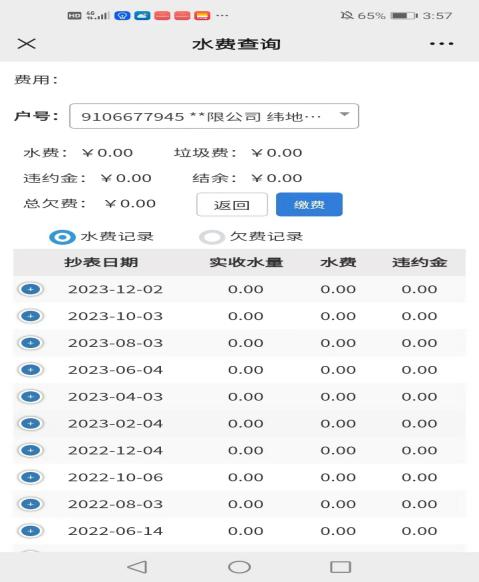 HD 4G 65% 3:57
水费查询
费用：
户号： 9106677945 **限公司 纬地…
水费： ￥0.00 垃圾费： ￥0.00
违约金： ￥0.00 结余： ￥0.00
总欠费： ￥0.00 返回 缴费
水费记录 欠费记录
抄表日期 实收水量 水费 违约金
2023-12-02 0.00 0.00 0.00
2023-10-03 0.00 0.00 0.00
2023-08-03 0.00 0.00 0.00
2023-06-04 0.00 0.00 0.00
2023-04-03 0.00 0.00 0.00
2023-02-04 0.00 0.00 0.00
2022-12-04 0.00 0.00 0.00
2022-10-06 0.00 0.00 0.00
2022-08-03 0.00 0.00 0.00
2022-06-14 0.00 0.00 0.00